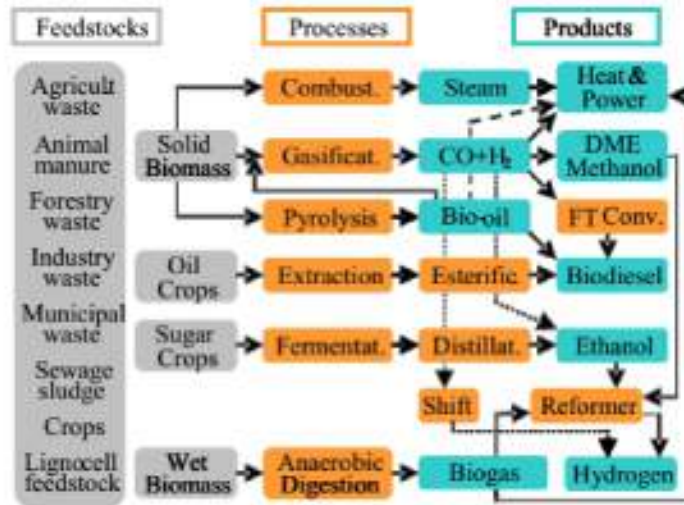 Feedstocks
Processes
Products
Agricult
waste
Animal
manure
Forestry
waste
Industry
waste
Municipal
waste
Sewage
sludge
Crops
Lignocell
feedstock
Solid
Biomass
Oil
Crops
Sugar
Crops
Wet
Biomass
Combust.
Steam
Heat &
Power
Gasificat.
CO+H₂
DME
Methanol
Pyrolysis
Bio-oil
FT Conv.
Extraction
Esterific.
Biodiesel
Fermentat.
Distillat.
Ethanol
Shift
Reformer
Anaerobic
Digestion
Biogas
Hydrogen